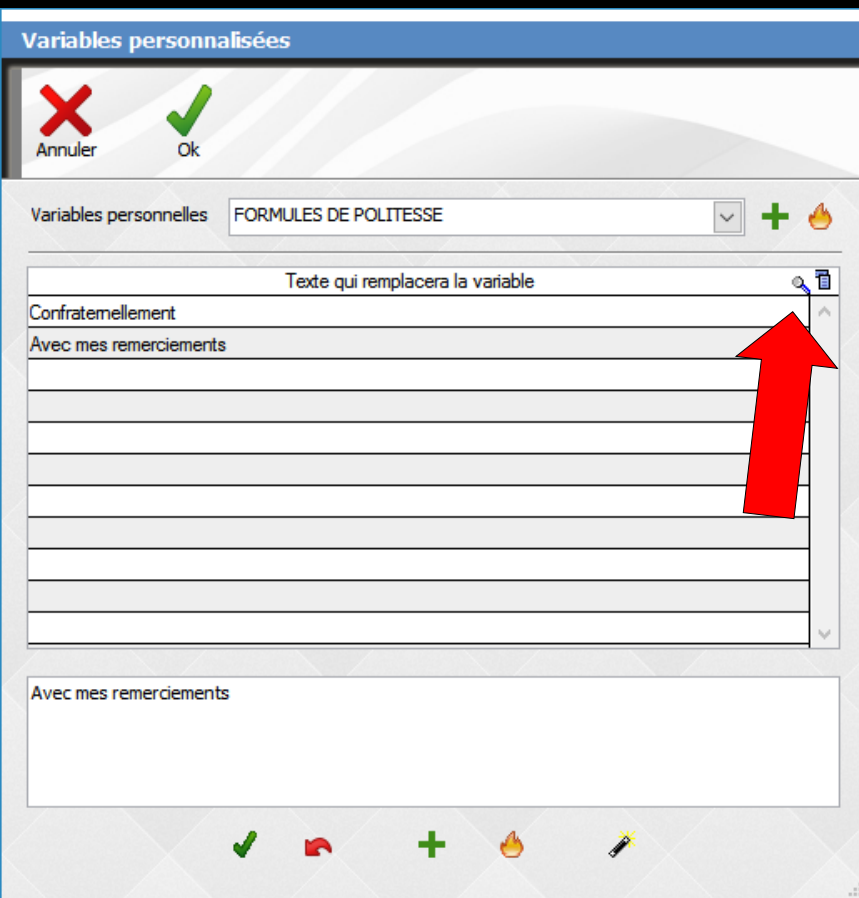 Variables personnalisées
Annuler Ok
Variables personnelles FORMULES DE POLITESSE
Texte qui remplacera la variable
Confraternellement
Avec mes remerciements
Avec mes remerciements